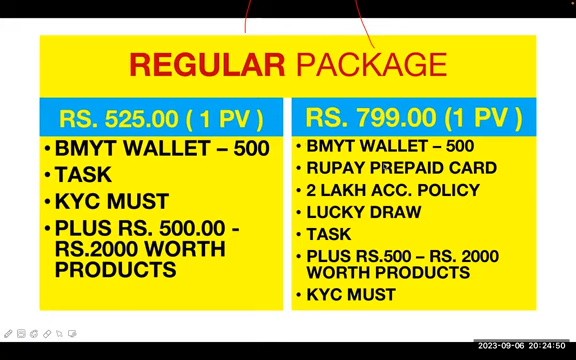 REGULAR PACKAGE
RS. 525.00 ( 1 PV )
• BMYT WALLET – 500
• TASK
• KYC MUST
• PLUS RS. 500.00 -
RS.2000 WORTH
PRODUCTS
RS. 799.00 (1 PV )
• BMYT WALLET – 500
• RUPAY PREPAID CARD
• 2 LAKH ACC. POLICY
• LUCKY DRAW
• TASK
• PLUS RS.500 – RS. 2000
WORTH PRODUCTS
• KYC MUST
2023-09-06 20:24:50